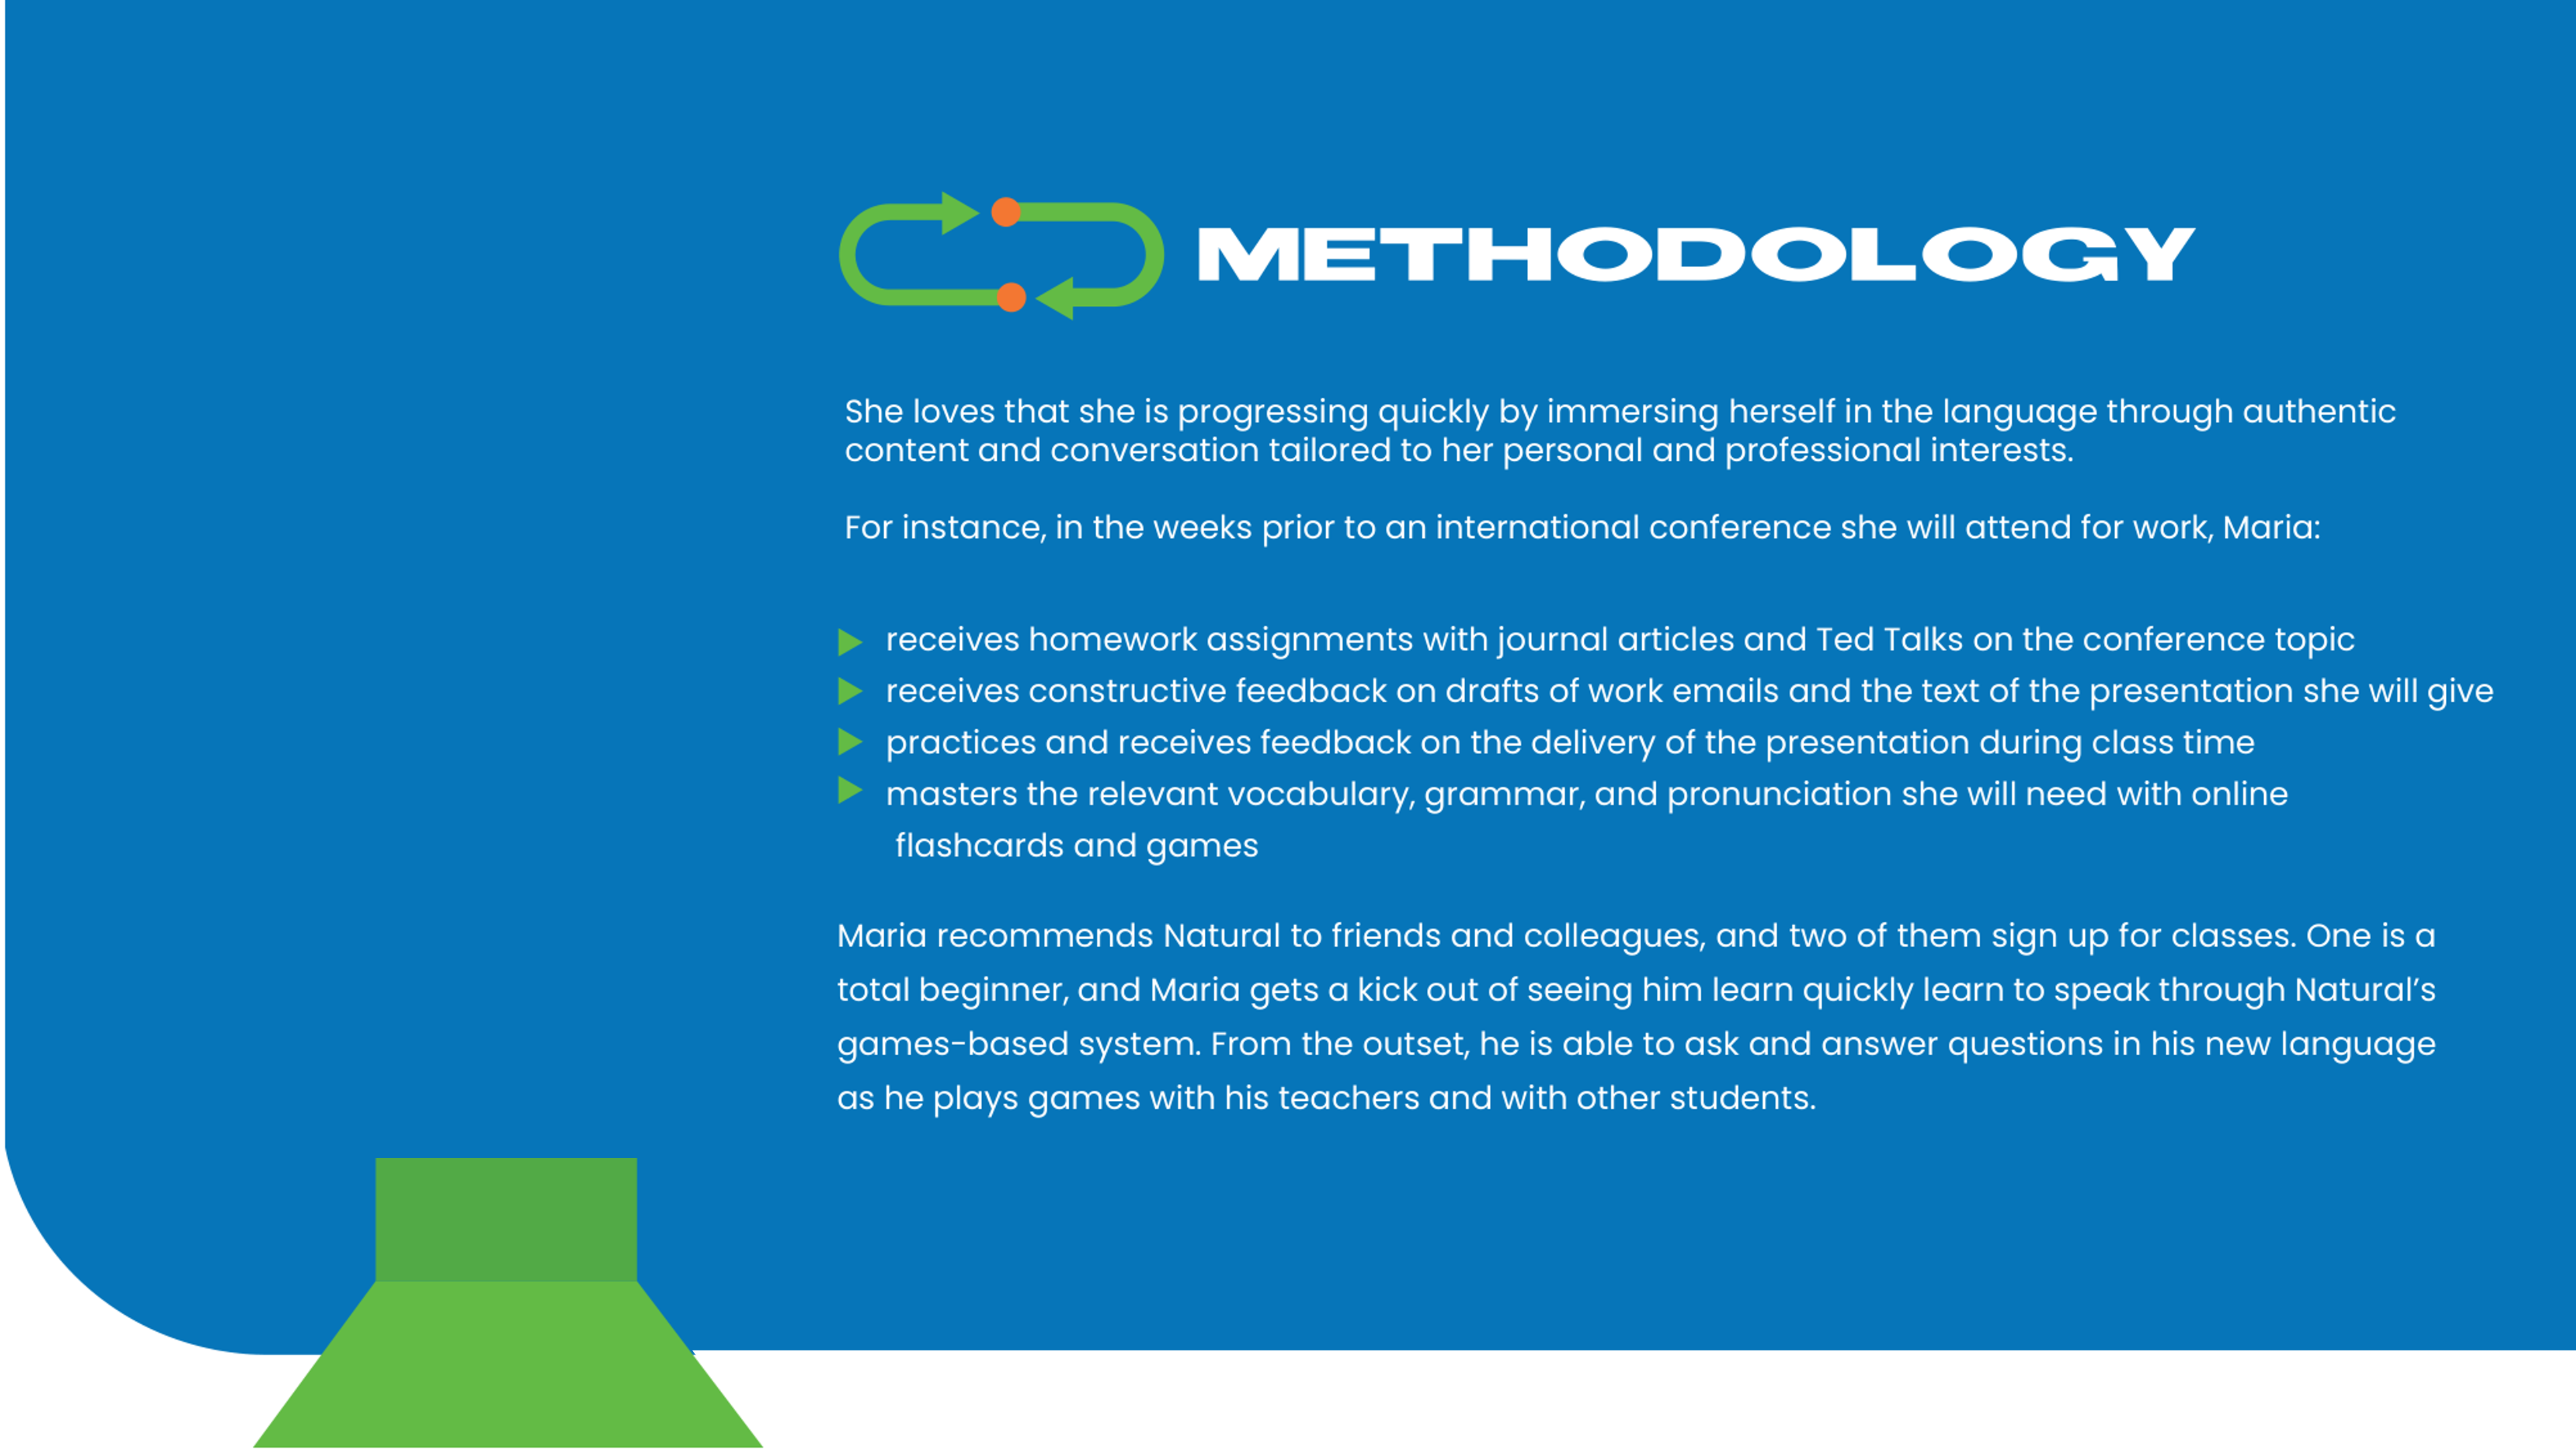 METHODOLOGY
She loves that she is progressing quickly by immersing herself in the language through authentic
content and conversation tailored to her personal and professional interests.
For instance, in the weeks prior to an international conference she will attend for work, Maria:
receives homework assignments with journal articles and Ted Talks on the conference topic
receives constructive feedback on drafts of work emails and the text of the presentation she will give
practices and receives feedback on the delivery of the presentation during class time
masters the relevant vocabulary, grammar, and pronunciation she will need with online
flashcards and games
Maria recommends Natural to friends and colleagues, and two of them sign up for classes. One is a
total beginner, and Maria gets a kick out of seeing him learn quickly learn to speak through Natural’s
games-based system. From the outset, he is able to ask and answer questions in his new language
as he plays games with his teachers and with other students.